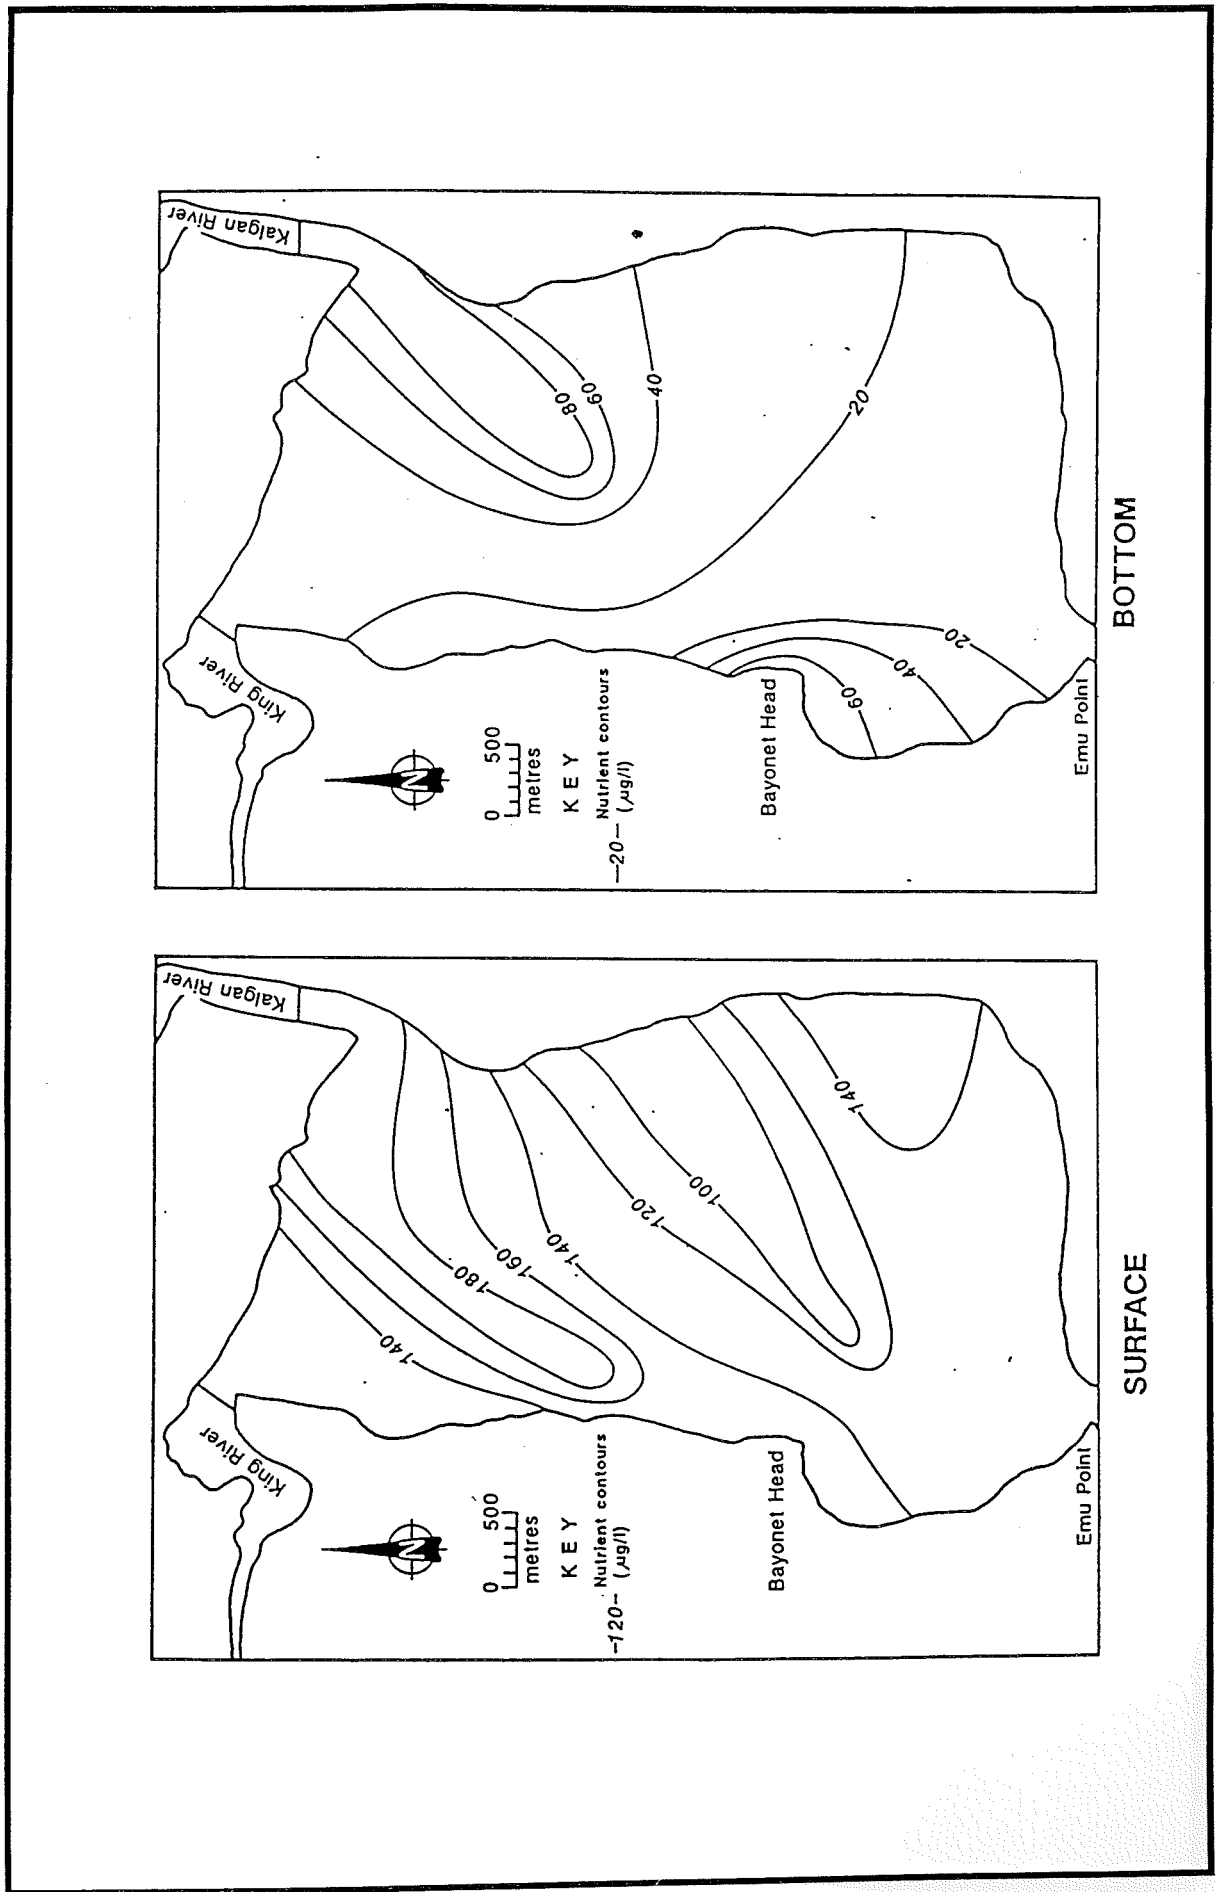 Kalgan River
King River
N
0 500
metres
KEY
Nutrient contours
—120— (µg/l)
Bayonet Head
Emu Point
140
180
160
140
120
100
140
SURFACE
Kalgan River
King River
N
0 500
metres
KEY
Nutrient contours
—20— (µg/l)
Bayonet Head
Emu Point
80
60
40
20
60
40
20
BOTTOM